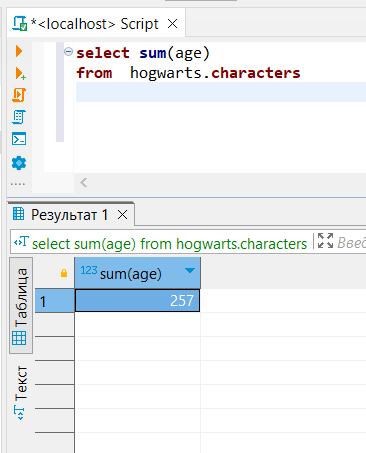 *<localhost> Script
select sum(age)
from  hogwarts.characters
Результат 1
select sum(age) from hogwarts.characters
Введ
Таблица
Текст
123 sum(age)
1
257